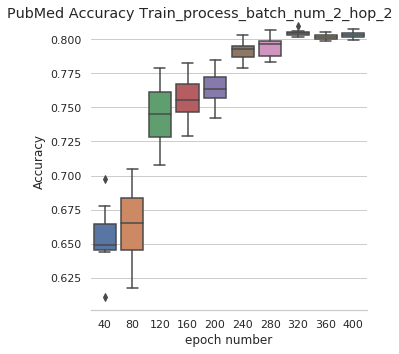 PubMed Accuracy Train_process_batch_num_2_hop_2
0.800
0.775
0.750
0.725
0.700
0.675
0.650
0.625
Accuracy
40 80 120 160 200 240 280 320 360 400
epoch number